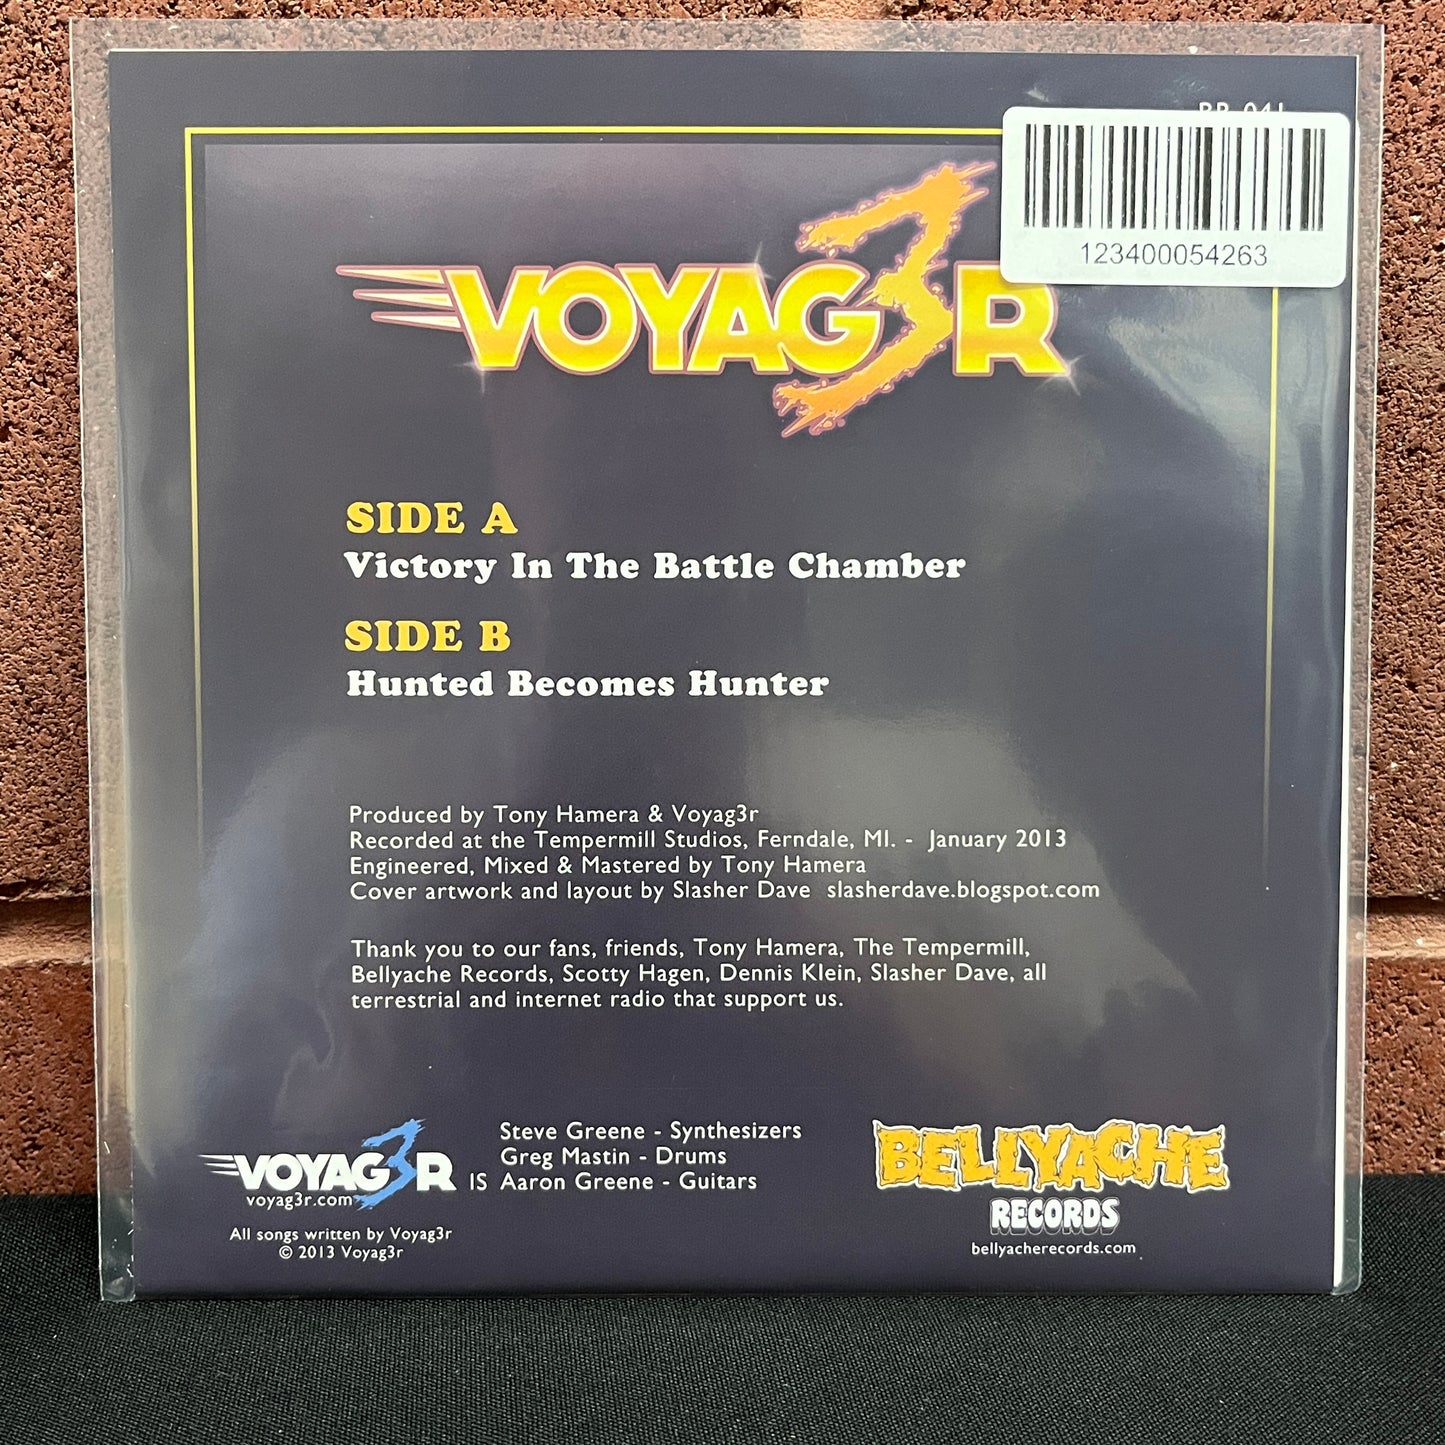 123400054263
VOYAG3R
SIDE A
Victory In The Battle Chamber
SIDE B
Hunted Becomes Hunter
Produced by Tony Hamera & Voyag3r
Recorded at the Tempermill Studios, Ferndale, MI. - January 2013
Engineered, Mixed & Mastered by Tony Hamera
Cover artwork and layout by Slasher Dave slasherdave.blogspot.com
Thank you to our fans, friends, Tony Hamera, The Tempermill,
Bellyache Records, Scotty Hagen, Dennis Klein, Slasher Dave, all
terrestrial and internet radio that support us.
VOYAG3R
voyag3r.com
IS
Steve Greene - Synthesizers
Greg Mastin - Drums
Aaron Greene - Guitars
All songs written by Voyag3r
© 2013 Voyag3r
BELLYACHE
RECORDS
bellyacherecords.com